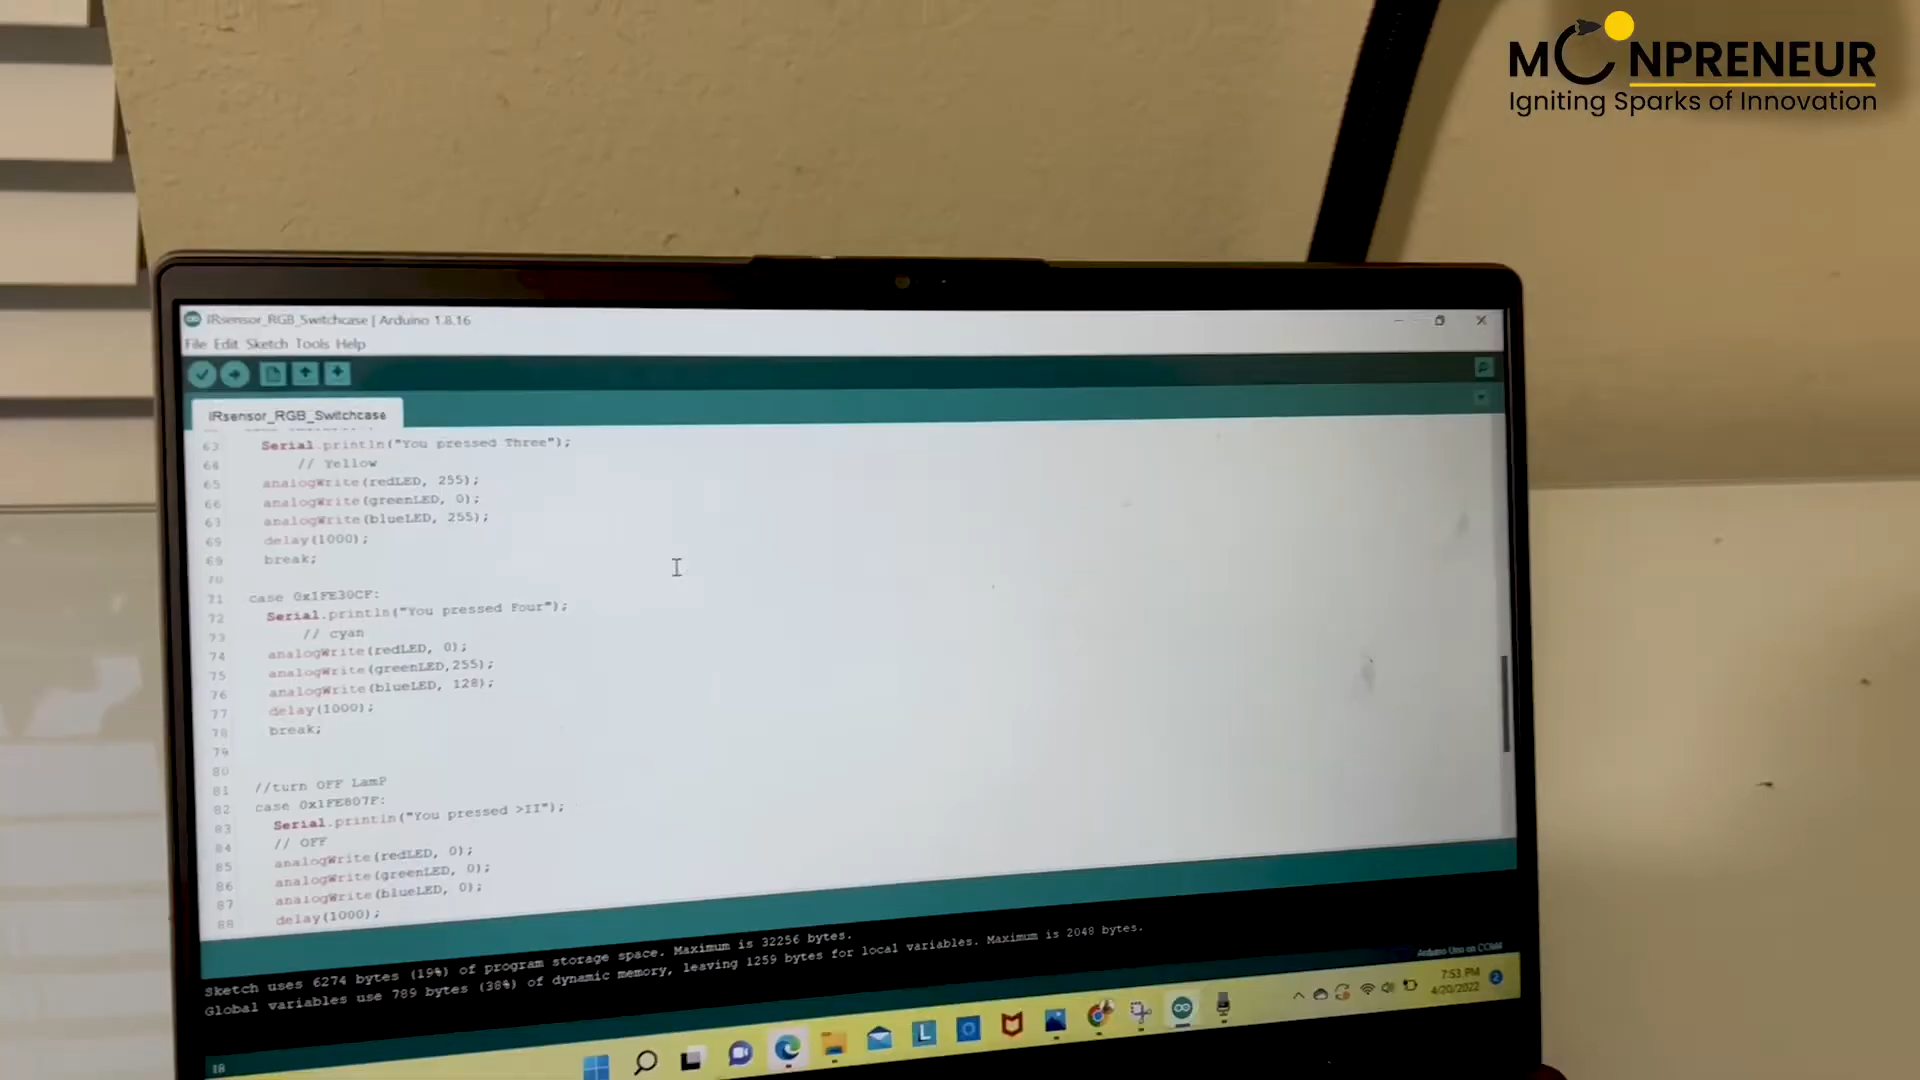 MOONPRENEUR
Igniting Sparks of Innovation
IRsensor_RGB_Switchcase | Arduino 1.8.16
File Edit Sketch Tools Help
IRsensor_RGB_Switchcase
63 Serial.println("You pressed Three");
64 // Yellow
65 analogWrite(redLED, 255);
66 analogWrite(greenLED, 0);
67 analogWrite(blueLED, 255);
68 delay(1000);
69 break;
70
71 case 0x1FE30CF:
72 Serial.println("You pressed Four");
73 // cyan
74 analogWrite(redLED, 0);
75 analogWrite(greenLED,255);
76 analogWrite(blueLED, 128);
77 delay(1000);
78 break;
79
80
81 //turn OFF LamP
82 case 0x1FE807F:
83 Serial.println("You pressed >II");
84 // OFF
85 analogWrite(redLED, 0);
86 analogWrite(greenLED, 0);
87 analogWrite(blueLED, 0);
88 delay(1000);
Sketch uses 6274 bytes (19%) of program storage space. Maximum is 32256 bytes.
Global variables use 789 bytes (38%) of dynamic memory, leaving 1259 bytes for local variables. Maximum is 2048 bytes.
18
Arduino Uno on
7:53 PM
4/20/2022
2
L